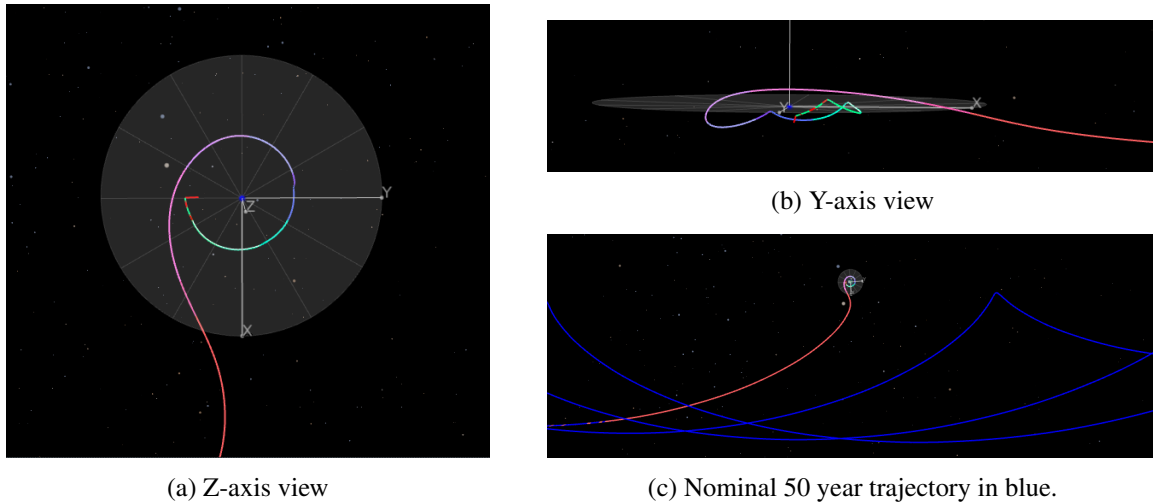 Y
Z
X
(a) Z-axis view
Y
X
(b) Y-axis view
(c) Nominal 50 year trajectory in blue.